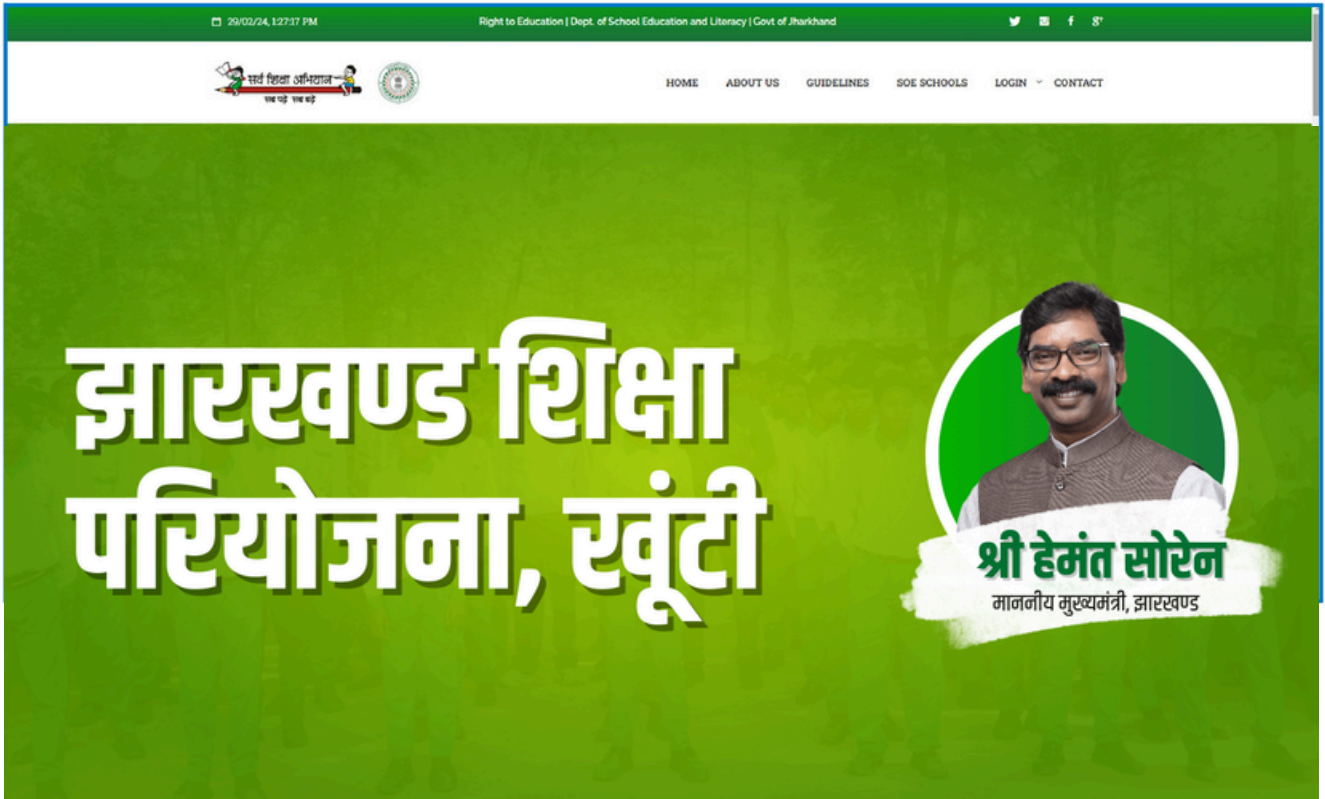 29/02/24, 1:27:17 PM
Right to Education | Dept. of School Education and Literacy | Govt of Jharkhand
सर्व शिक्षा अभियान
सब पढ़ें सब बढ़ें
HOME ABOUT US GUIDELINES SOE SCHOOLS LOGIN CONTACT
झारखण्ड शिक्षा
परियोजना, खूंटी
श्री हेमंत सोरेन
माननीय मुख्यमंत्री, झारखण्ड